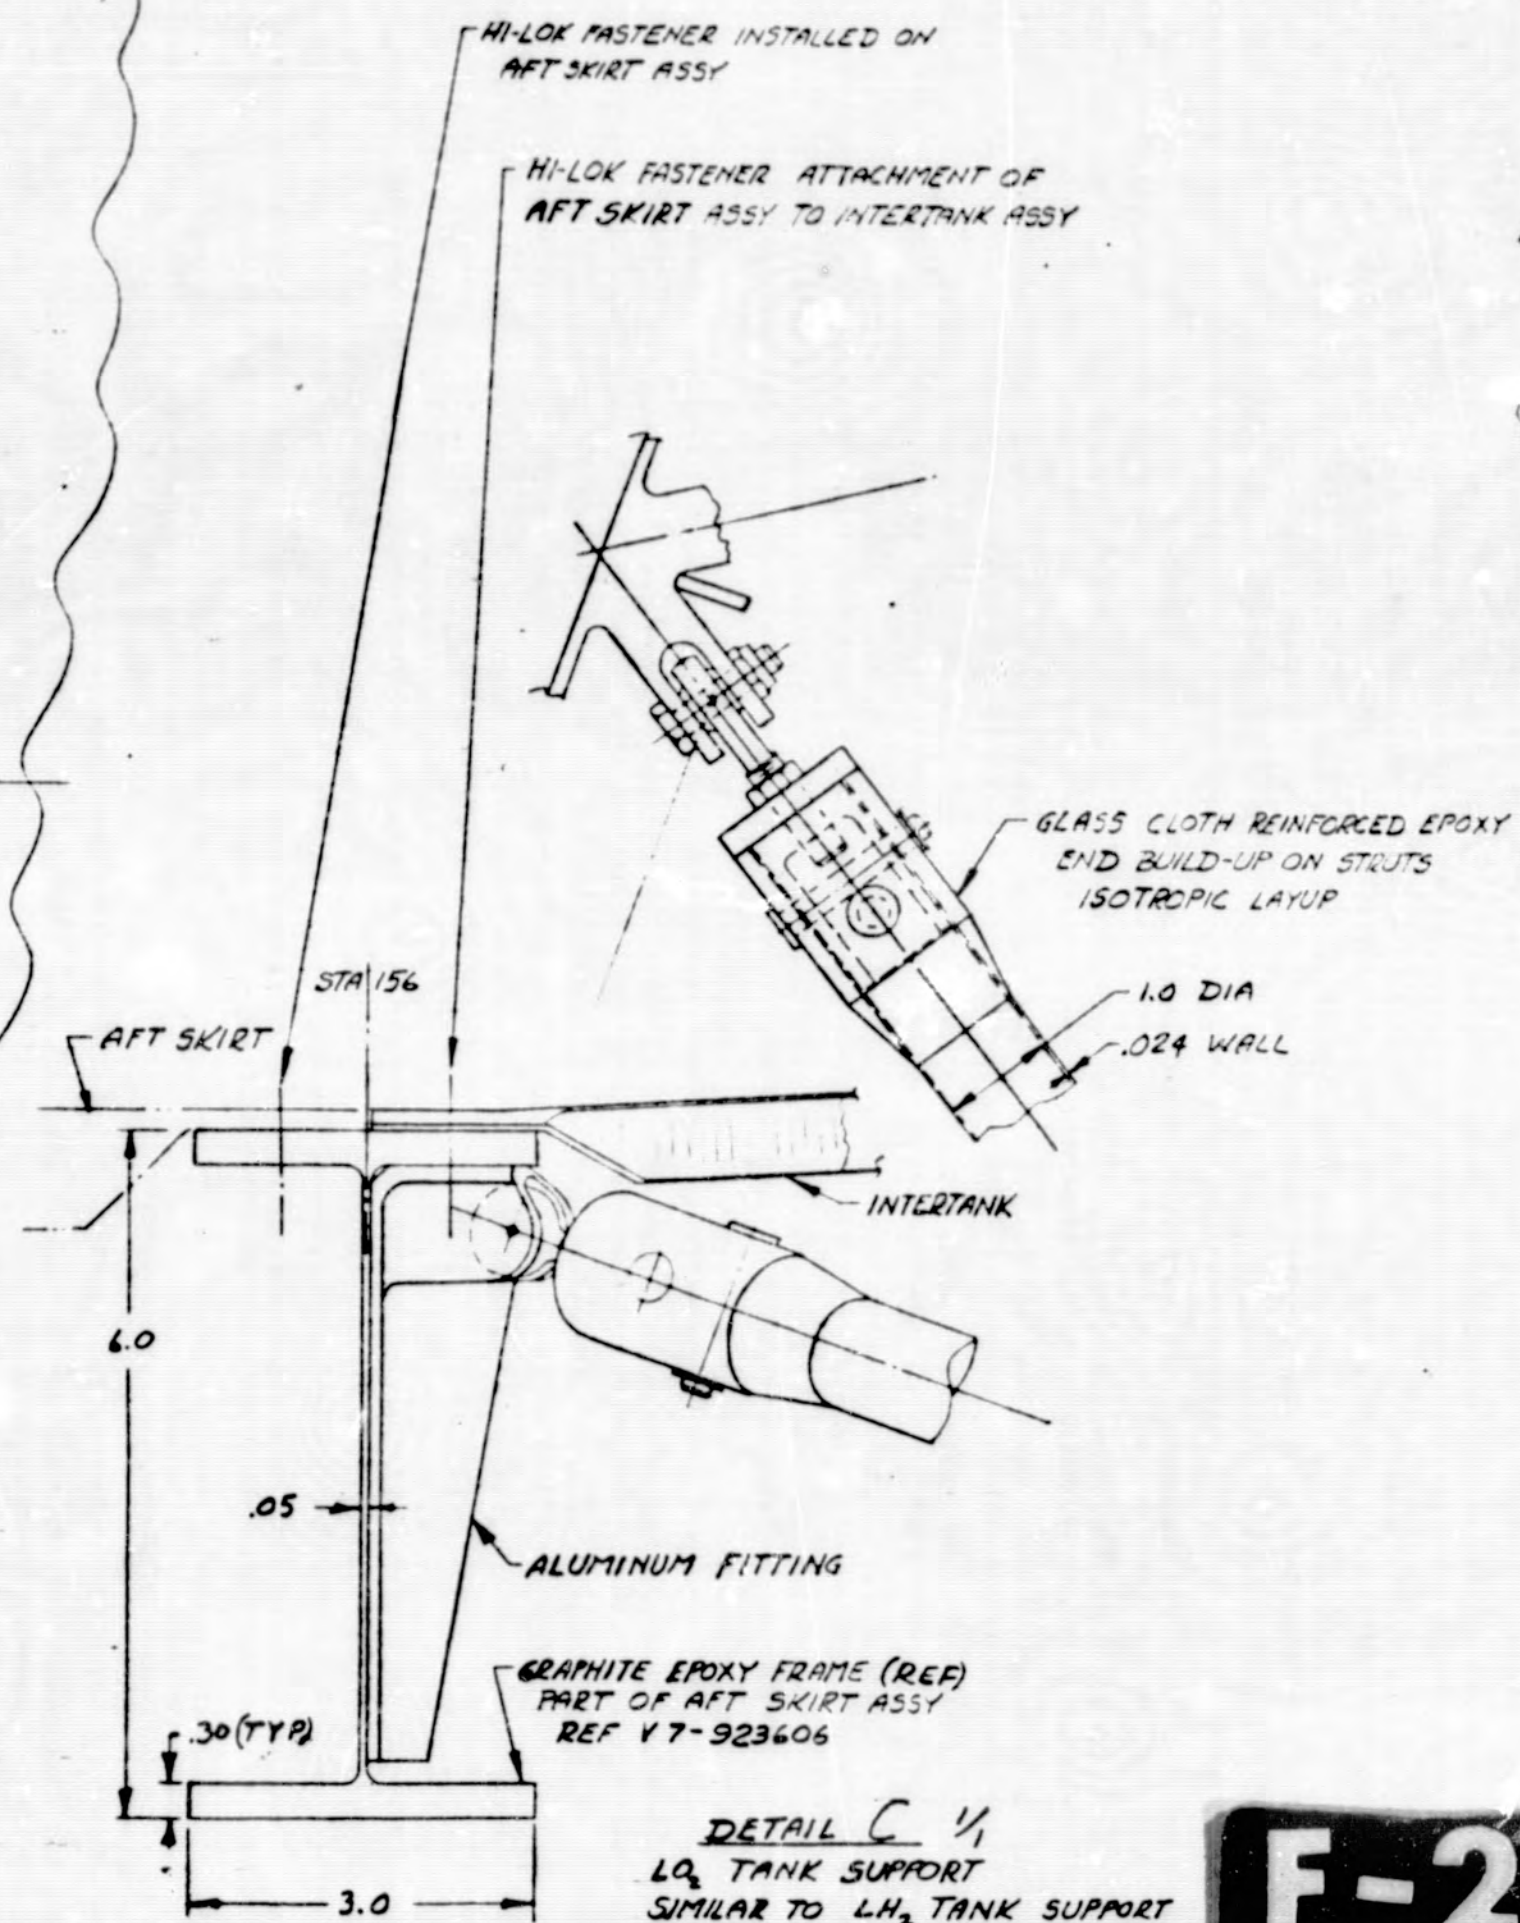 HI-LOK FASTENER INSTALLED ON
AFT SKIRT ASSY
HI-LOK FASTENER ATTACHMENT OF
AFT SKIRT ASSY TO INTERTANK ASSY
GLASS CLOTH REINFORCED EPOXY
END BUILD-UP ON STRUTS
ISOTROPIC LAYUP
STA 156
1.0 DIA
AFT SKIRT
.024 WALL
INTERTANK
6.0
.05
ALUMINUM FITTING
GRAPHITE EPOXY FRAME (REF)
PART OF AFT SKIRT ASSY
REF V7-923606
.30 (TYP)
DETAIL C 1/1
LO2 TANK SUPPORT
SIMILAR TO LH2 TANK SUPPORT
3.0
F-2